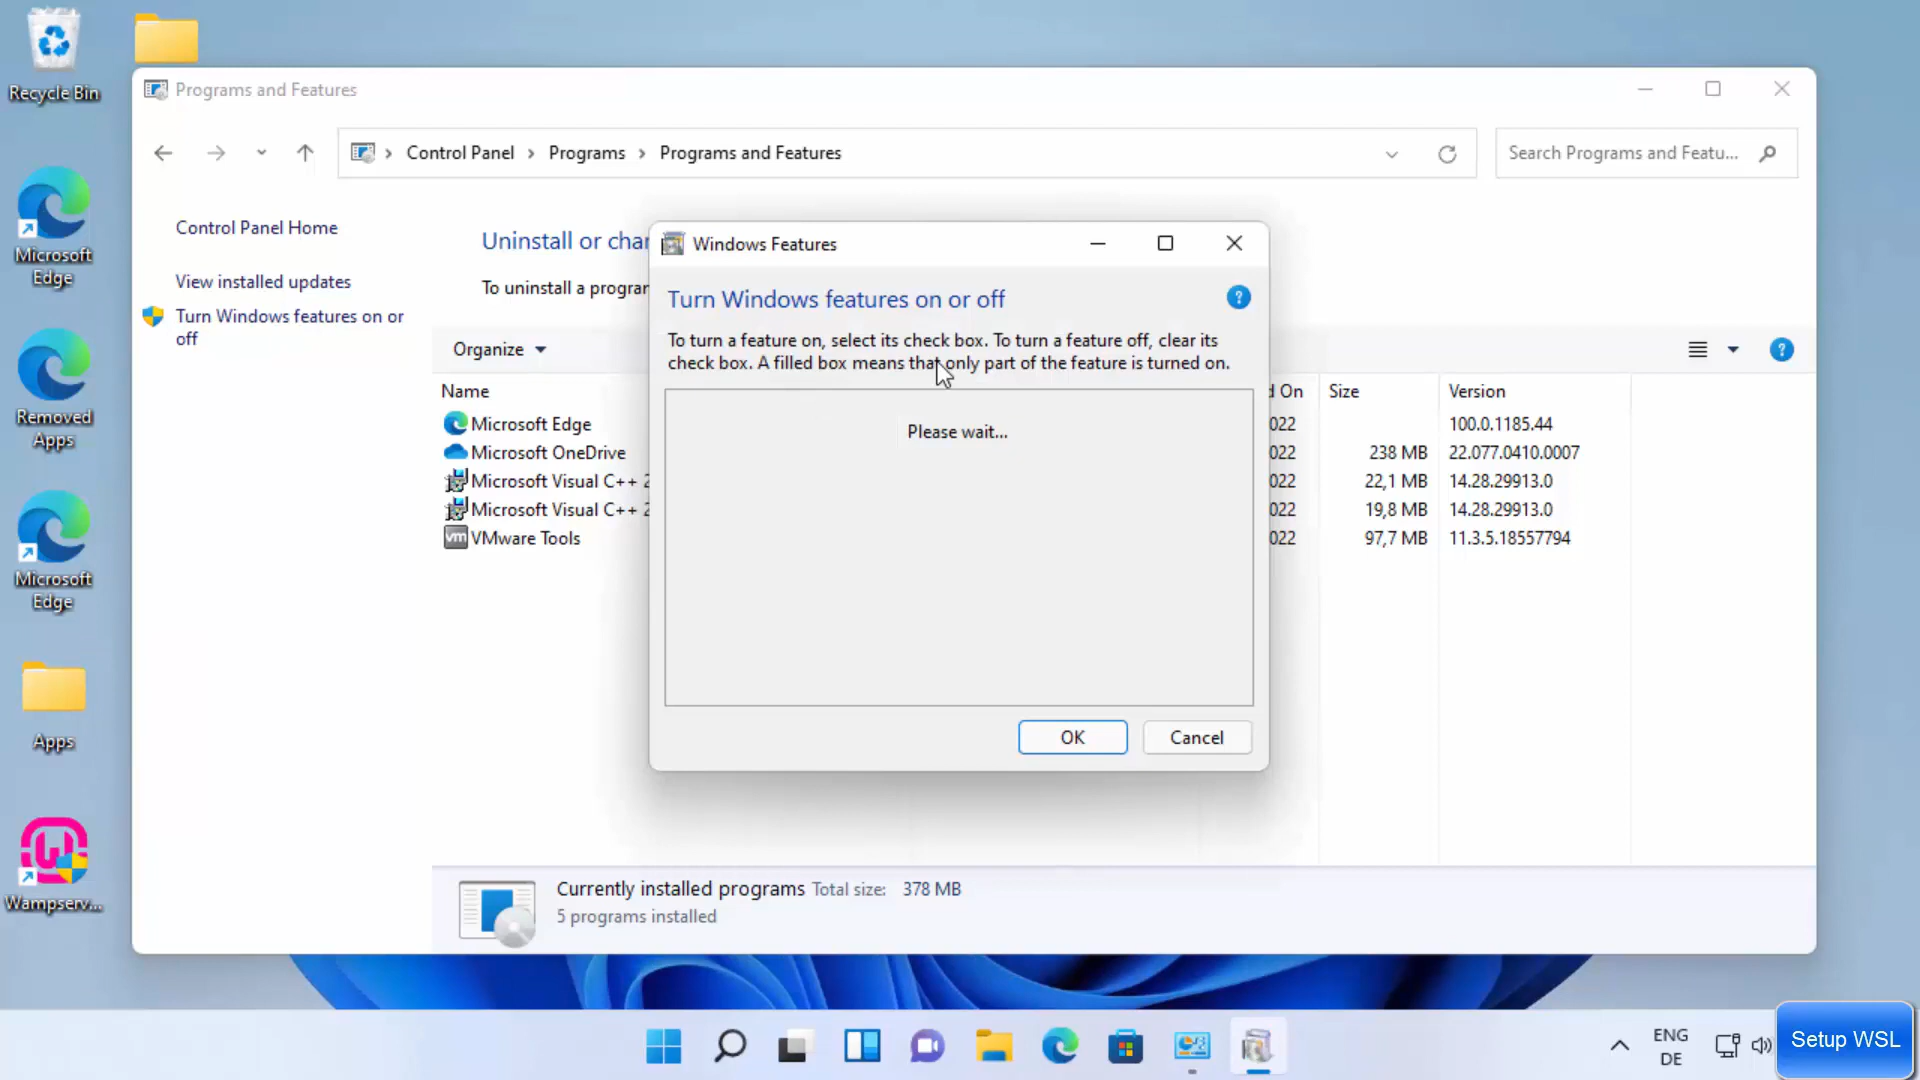 Recycle Bin
Microsoft
Edge
Removed
Apps
Microsoft
Edge
Apps
Wampserv...
Programs and Features
Control Panel
Programs
Programs and Features
Search Programs and Featu...
Control Panel Home
View installed updates
Turn Windows features on or
off
Uninstall or
To uninstall a
Organize
Name
On
Size
Version
Microsoft Edge
022
100.0.1185.44
Microsoft OneDrive
022
238 MB
22.077.0410.0007
Microsoft Visual C++ 2
022
22,1 MB
14.28.29913.0
Microsoft Visual C++ 2
022
19,8 MB
14.28.29913.0
VMware Tools
022
97,7 MB
11.3.5.18557794
Windows Features
Turn Windows features on or off
?
To turn a feature on, select its check box. To turn a feature off, clear its
check box. A filled box means that only part of the feature is turned on.
Please wait...
OK
Cancel
?
Currently installed programs Total size: 378 MB
5 programs installed
vm
ENG
DE
Setup WSL